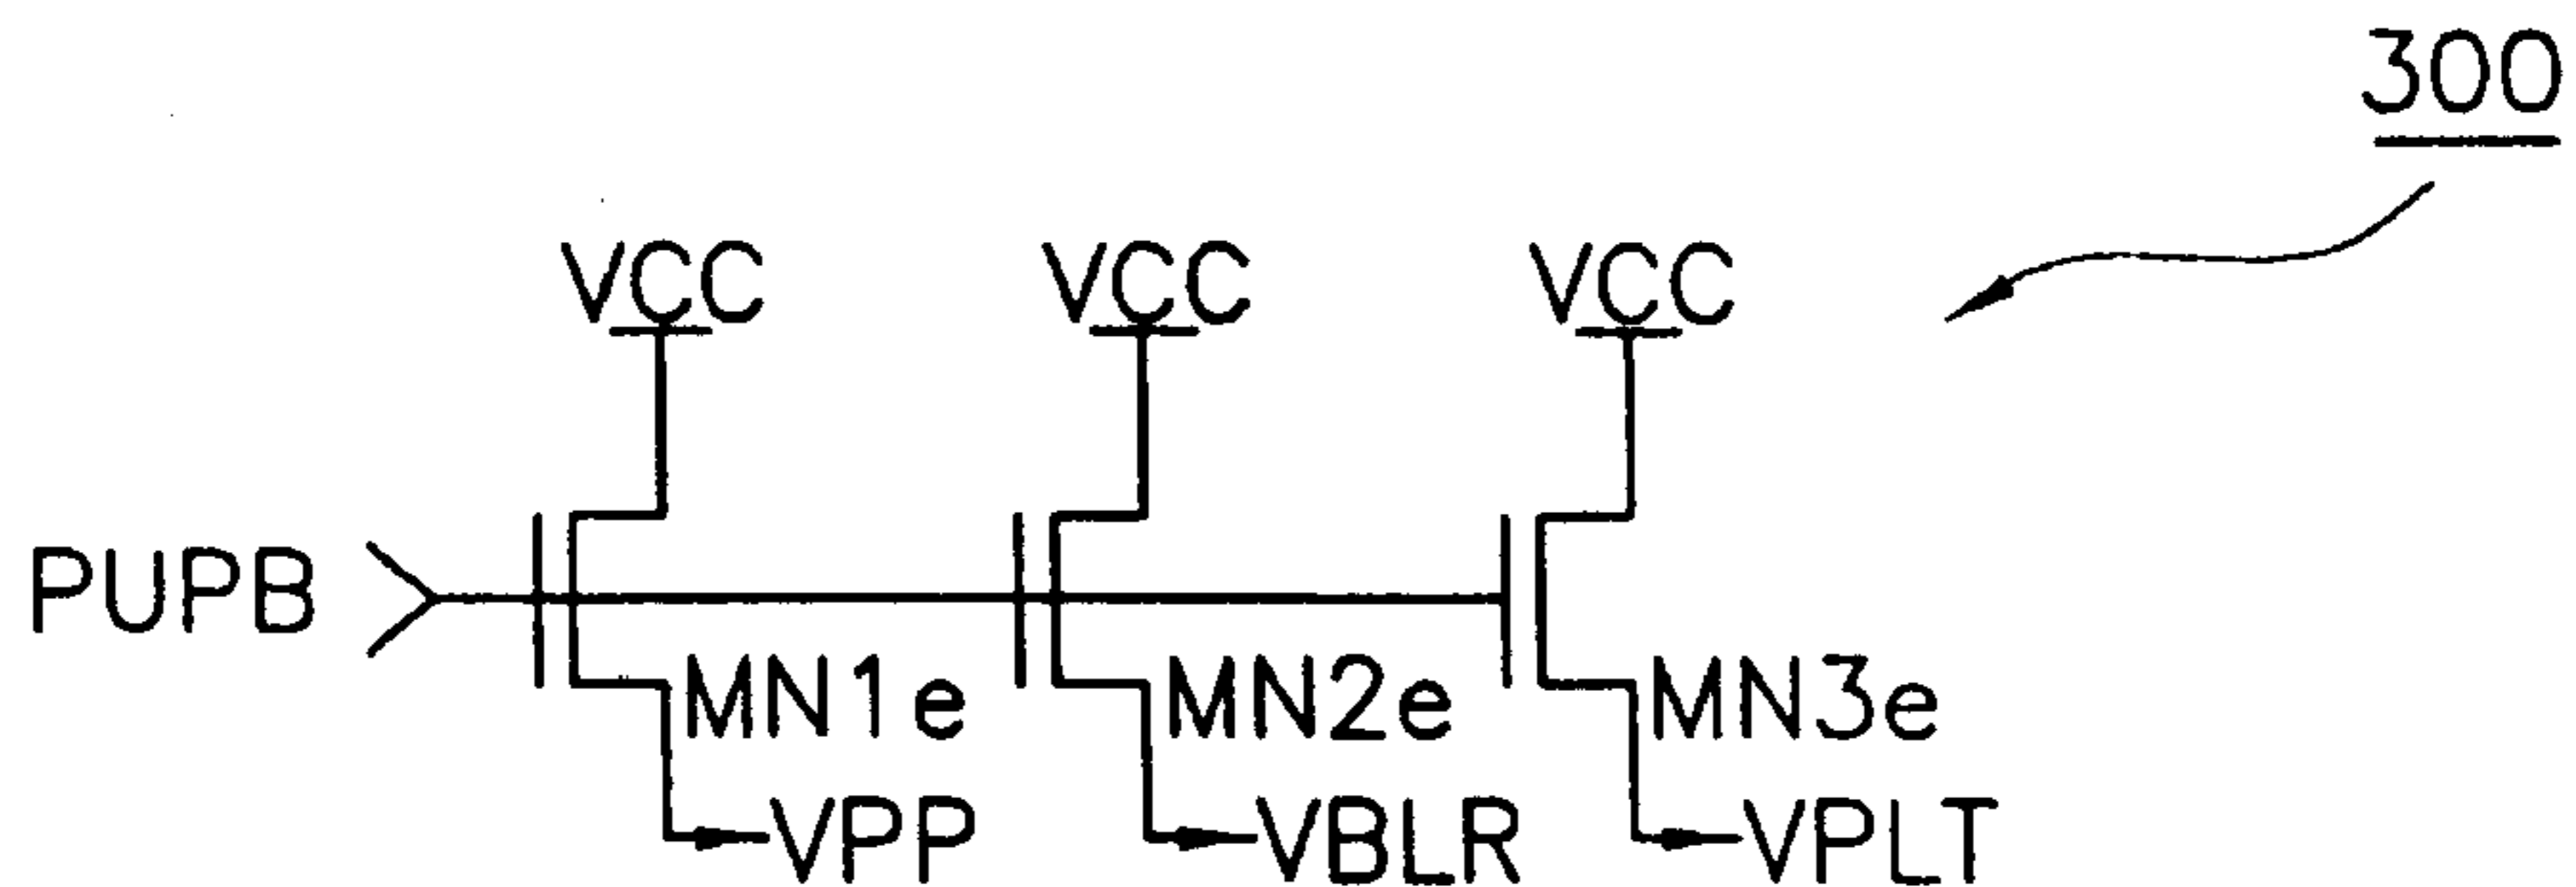 300
VCC VCC VCC
PUPB
MN1e MN2e MN3e
VPP VBLR VPLT